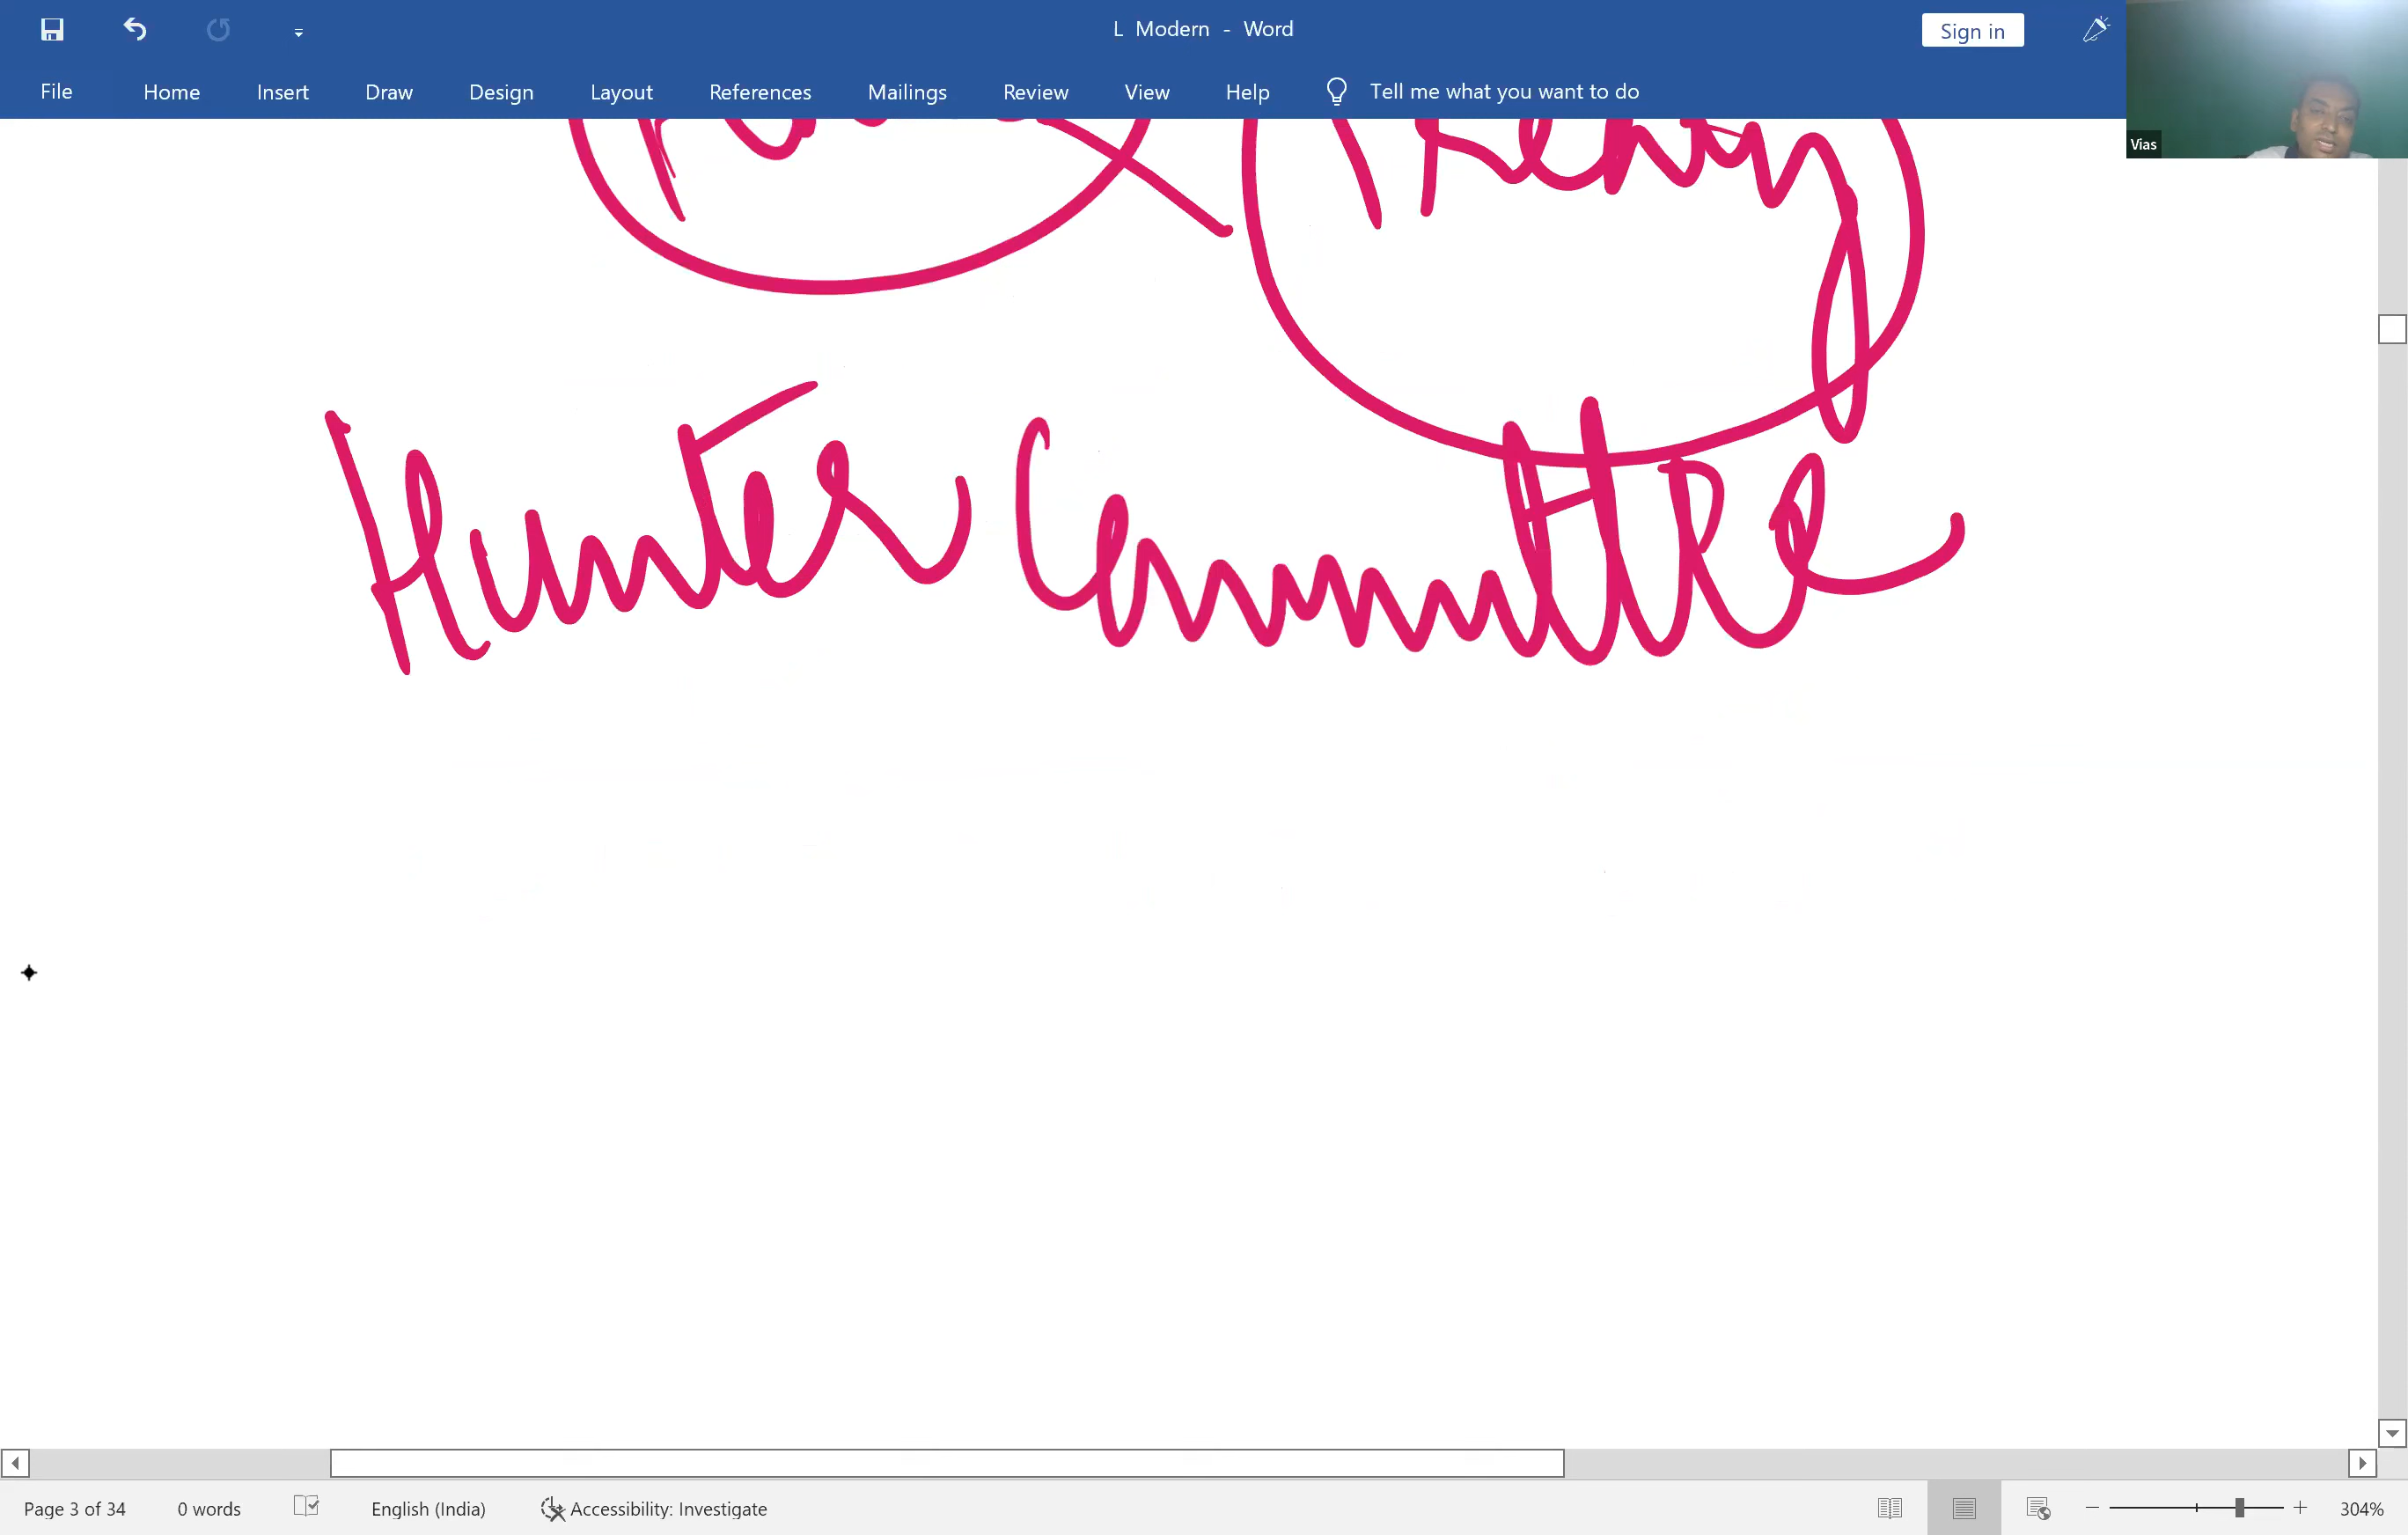 L Modern - Word
Sign in
File Home Insert Draw Design Layout References Mailings Review View Help Tell me what you want to do
Vias
Hunter Committee
Page 3 of 34 0 words English (India) Accessibility: Investigate 304%